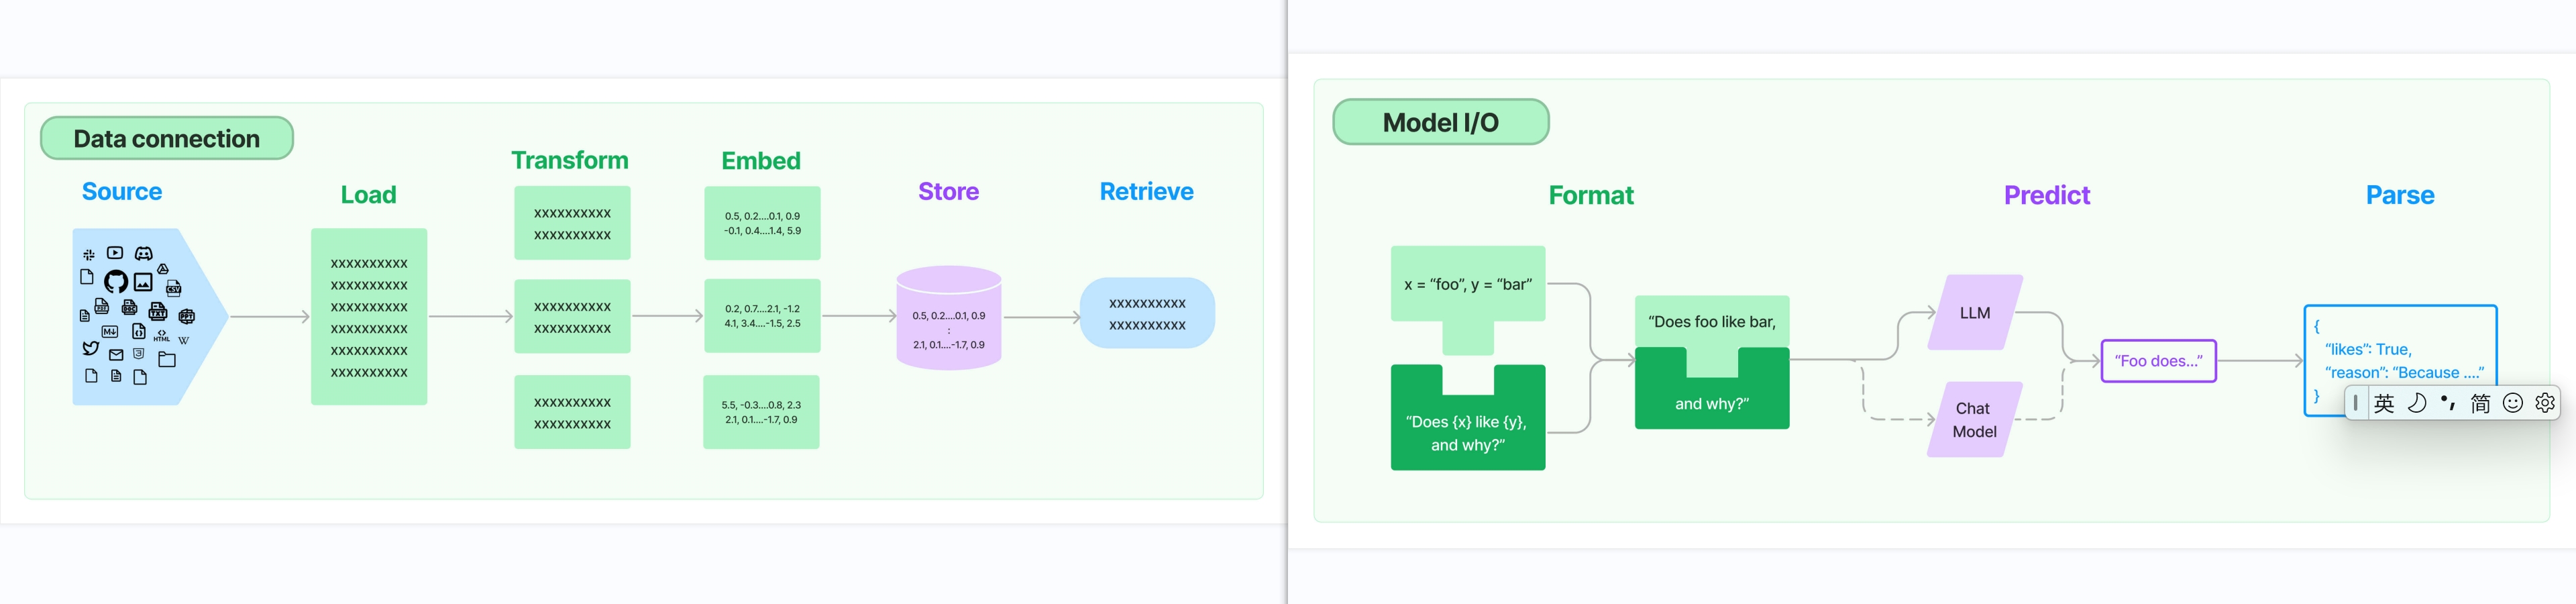 Data connection
Source
Load
Transform
Embed
Store
Retrieve
CSV
TXT
PPT
HTML
W
XXXXXXXXXX
XXXXXXXXXX
XXXXXXXXXX
XXXXXXXXXX
XXXXXXXXXX
XXXXXXXXXX
XXXXXXXXXX
XXXXXXXXXX
XXXXXXXXXX
XXXXXXXXXX
XXXXXXXXXX
XXXXXXXXXX
0.5, 0.2....0.1, 0.9
-0.1, 0.4....1.4, 5.9
0.2, 0.7....2.1, -1.2
4.1, 3.4....-1.5, 2.5
5.5, -0.3....0.8, 2.3
2.1, 0.1....-1.7, 0.9
0.5, 0.2....0.1, 0.9
:
2.1, 0.1....-1.7, 0.9
XXXXXXXXXX
XXXXXXXXXX
Model I/O
Format
Predict
Parse
x = “foo”, y = “bar”
“Does {x} like {y},
and why?”
“Does foo like bar,
and why?”
LLM
Chat
Model
“Foo does...”
{
“likes”: True,
“reason”: “Because ....”
}
英
简